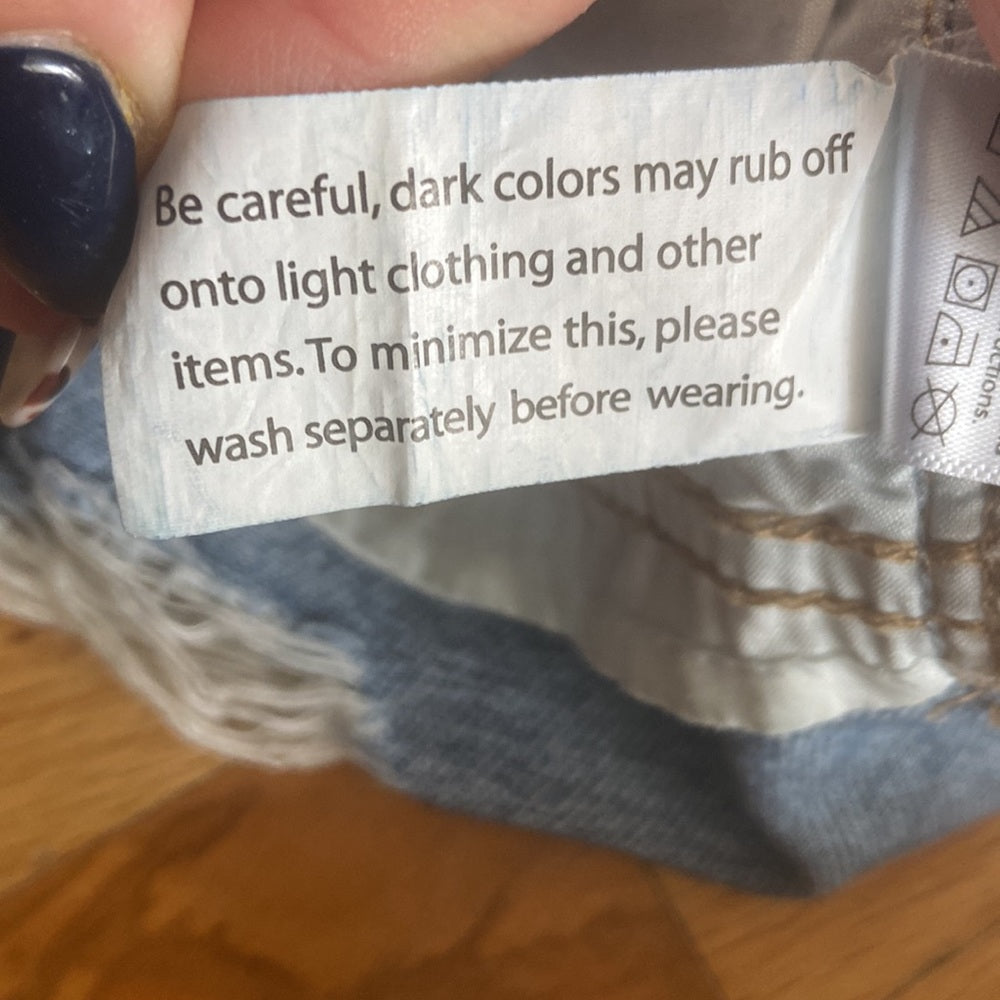 Be careful, dark colors may rub off
onto light clothing and other
items. To minimize this, please
wash separately before wearing.